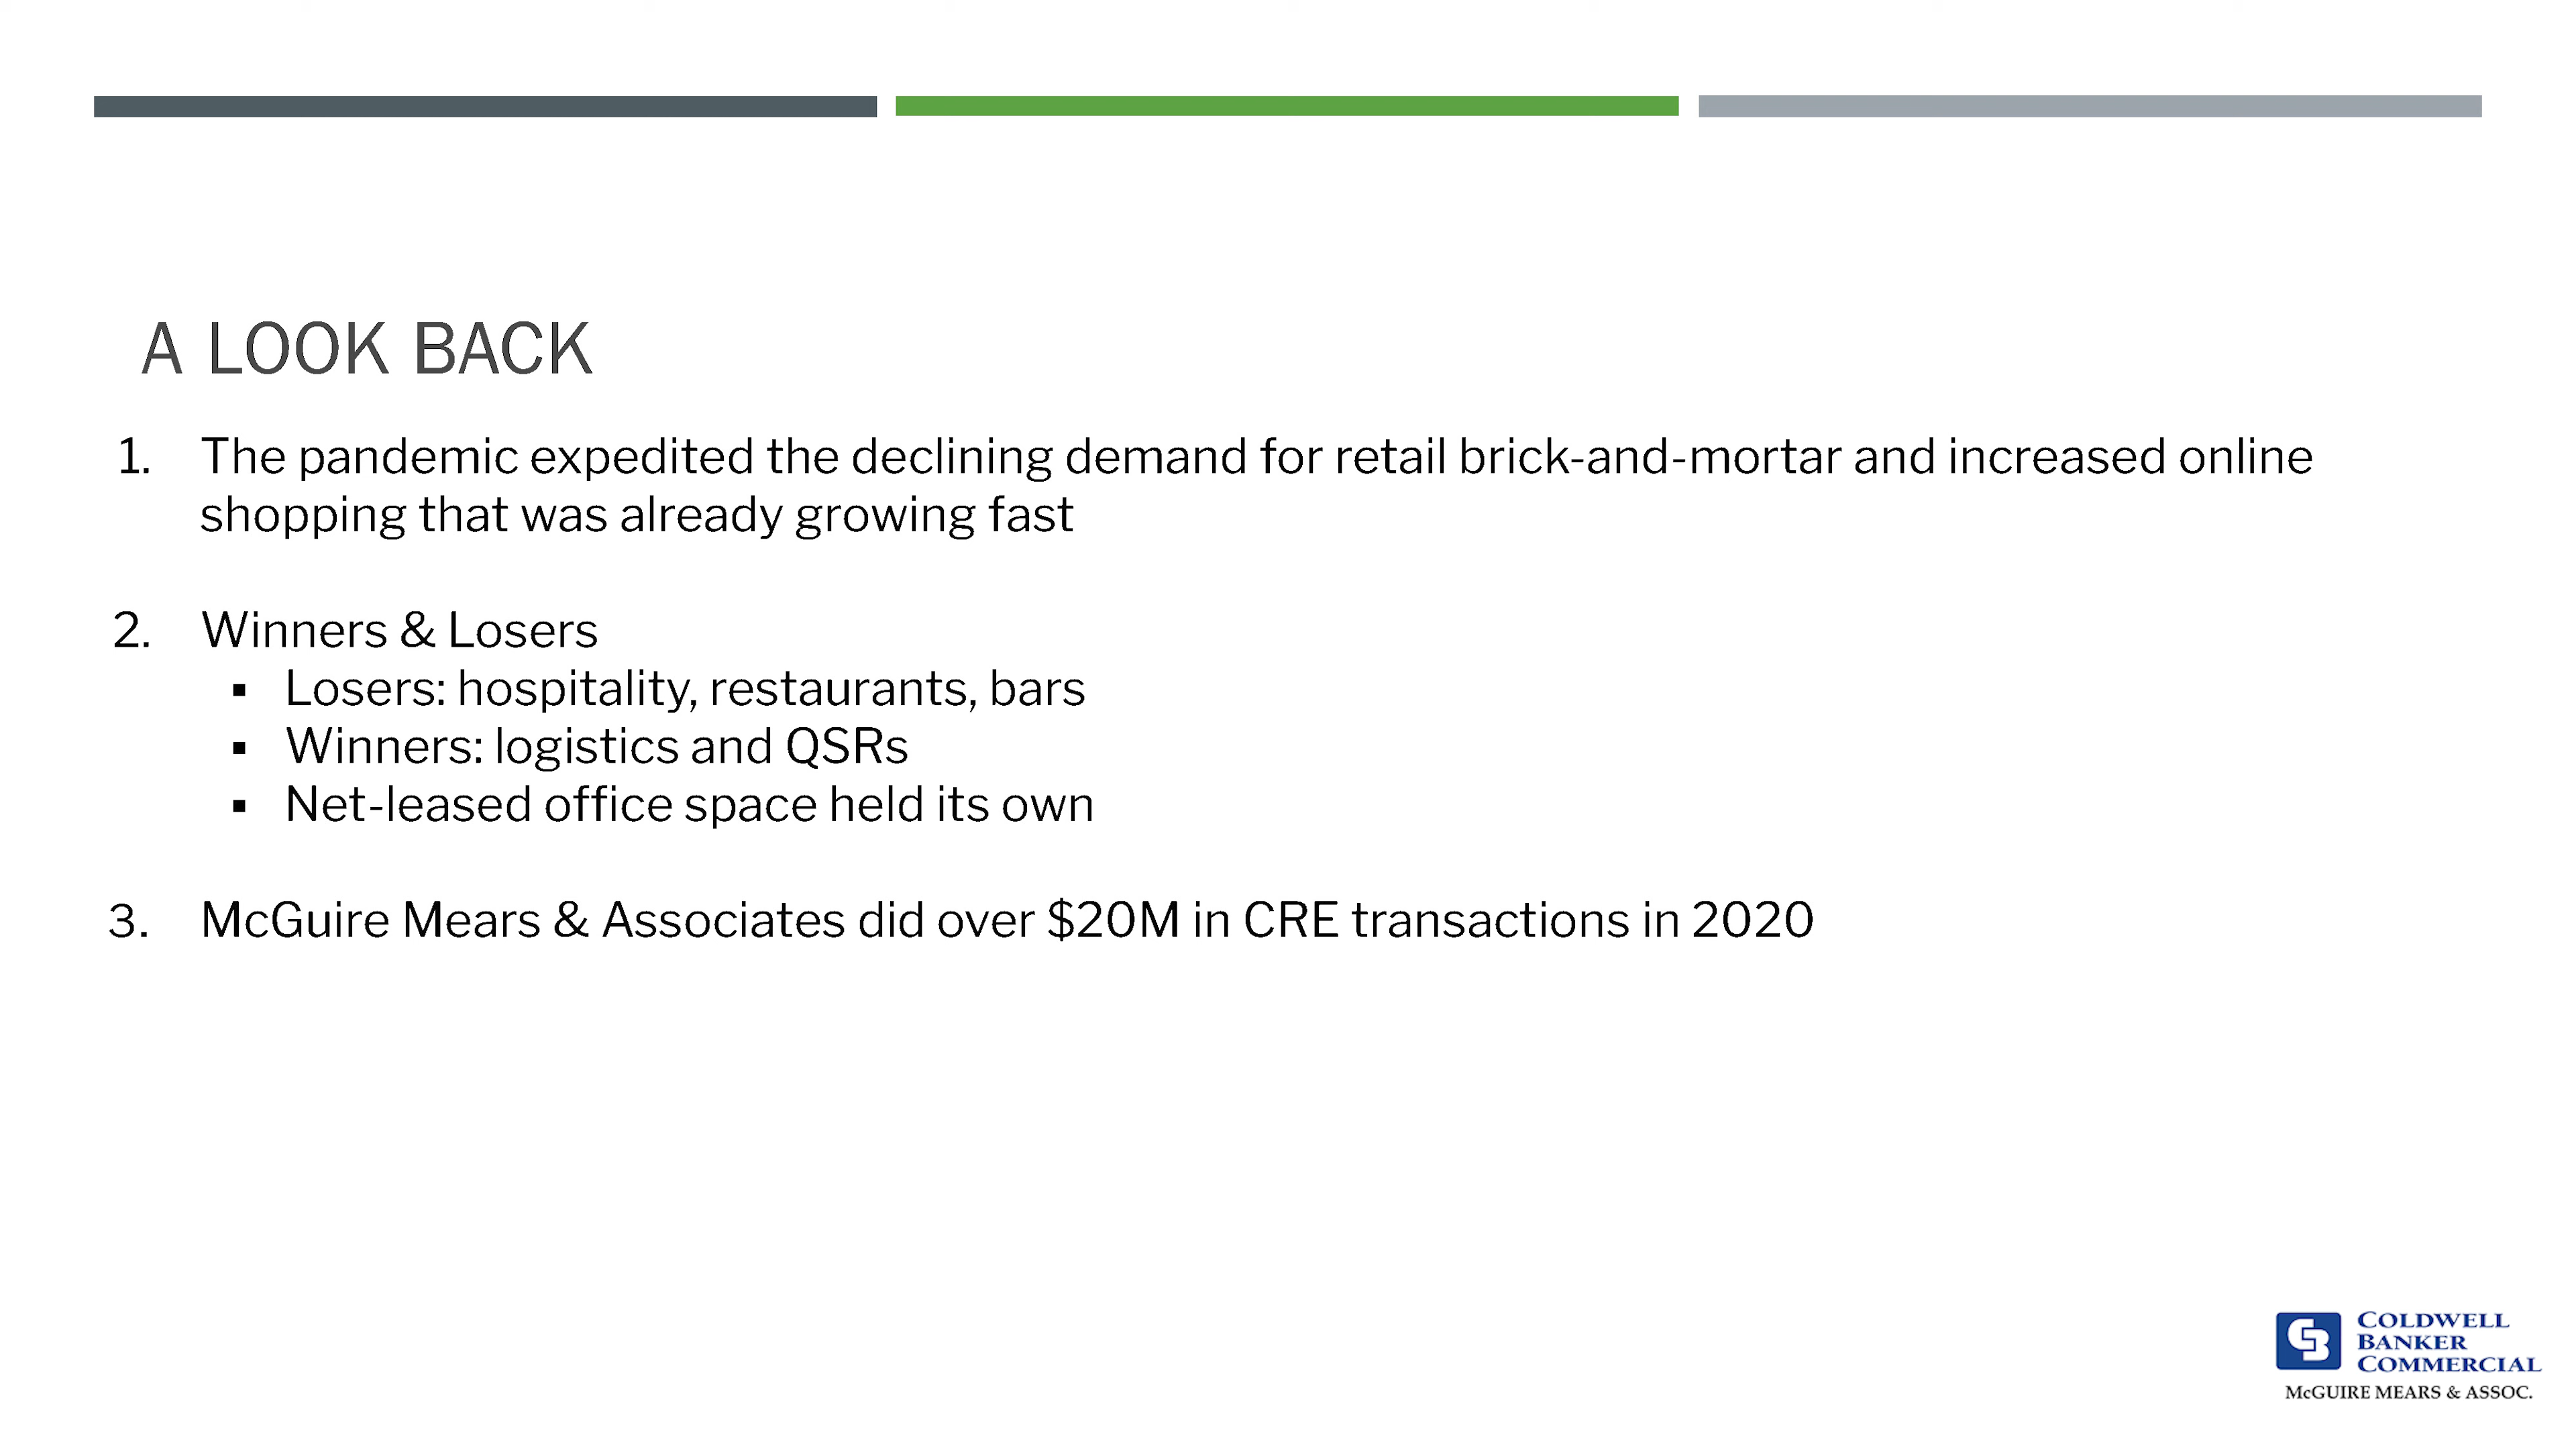 A LOOK BACK
1. The pandemic expedited the declining demand for retail brick-and-mortar and increased online
shopping that was already growing fast
2. Winners & Losers
▪ Losers: hospitality, restaurants, bars
▪ Winners: logistics and QSRs
▪ Net-leased office space held its own
3. McGuire Mears & Associates did over $20M in CRE transactions in 2020
CB
COLDWELL
BANKER
COMMERCIAL
McGUIRE MEARS & ASSOC.